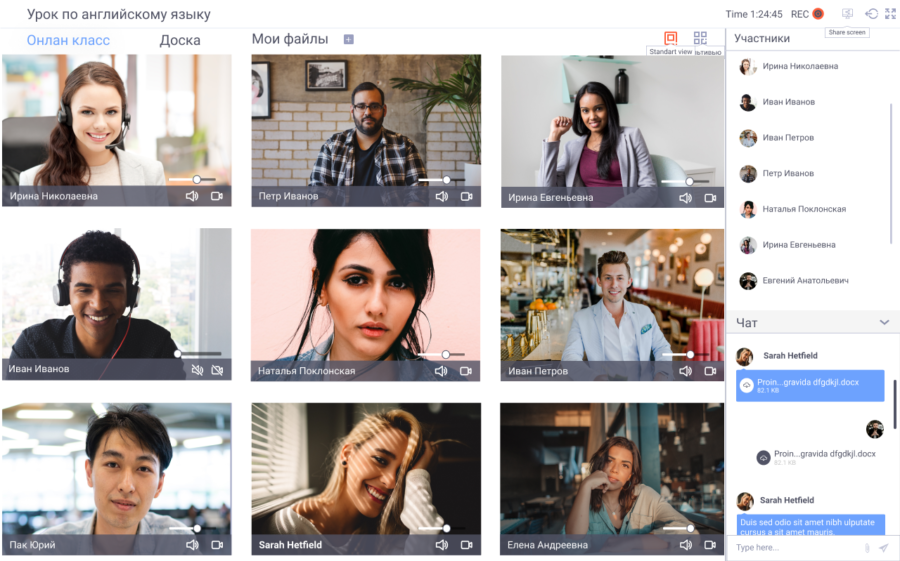 Урок по английскому языку
Time 1:24:45 REC
Share screen
Онлан класс
Доска
Мои файлы
Standart view
Участники
Ирина Николаевна
Иван Иванов
Иван Петров
Петр Иванов
Наталья Поклонская
Ирина Евгеньевна
Евгений Анатольевич
Ирина Николаевна
Петр Иванов
Ирина Евгеньевна
Иван Иванов
Наталья Поклонская
Иван Петров
Пак Юрий
Sarah Hetfield
Елена Андреевна
Чат
Sarah Hetfield
Proin...gravida dfgdkjl.docx
82.1 KB
Proin...gravida dfgdkjl.docx
82.1 KB
Sarah Hetfield
Duis sed odio sit amet nibh ulputate
cursus a sit amet mauris.
Type here...